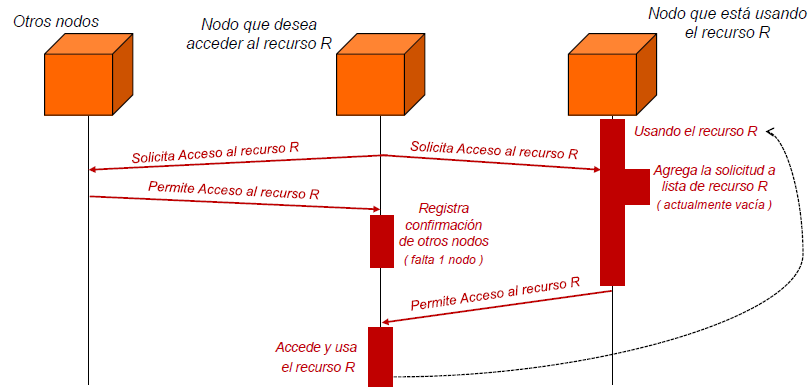 Otros nodos
Nodo que desea
acceder al recurso R
Nodo que está usando
el recurso R
Usando el recurso R
Solicita Acceso al recurso R
Solicita Acceso al recurso R
Agrega la solicitud a
lista de recurso R
( actualmente vacía )
Permite Acceso al recurso R
Registra
confirmación
de otros nodos
( falta 1 nodo )
Permite Acceso al recurso R
Accede y usa
el recurso R